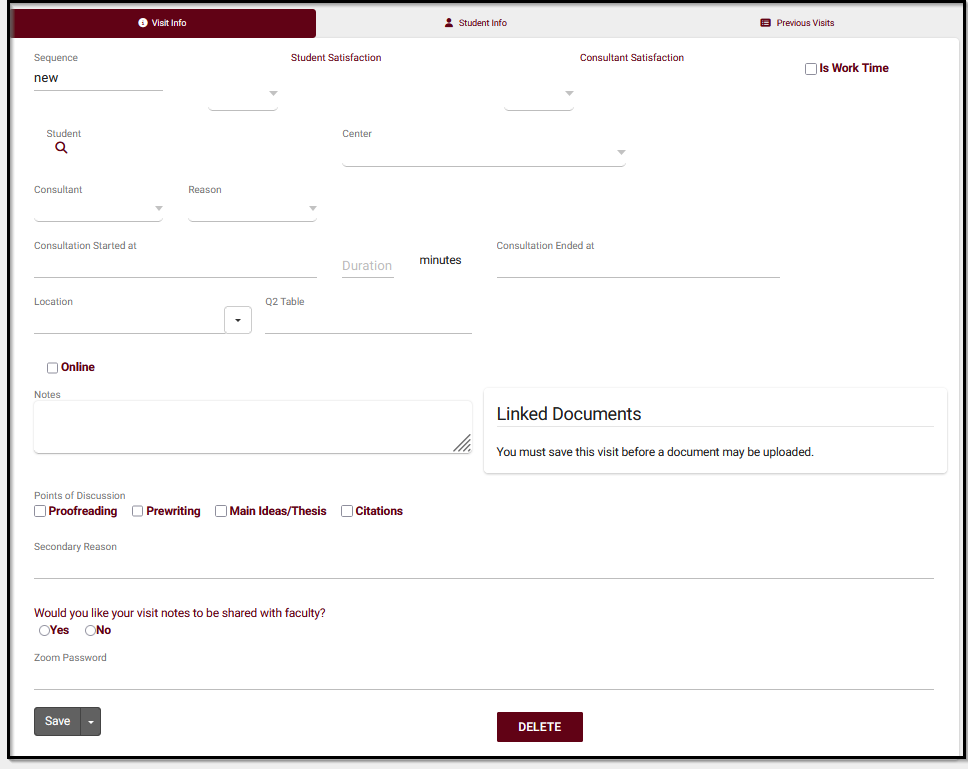 Visit Info Student Info Previous Visits
Sequence Student Satisfaction Consultant Satisfaction
Is Work Time
new
Student Center
Consultant Reason
Consultation Started at Consultation Ended at
Duration minutes
Location Q2 Table
Online
Notes
Linked Documents
You must save this visit before a document may be uploaded.
Points of Discussion
Proofreading Prewriting Main Ideas/Thesis Citations
Secondary Reason
Would you like your visit notes to be shared with faculty?
Yes No
Zoom Password
Save DELETE